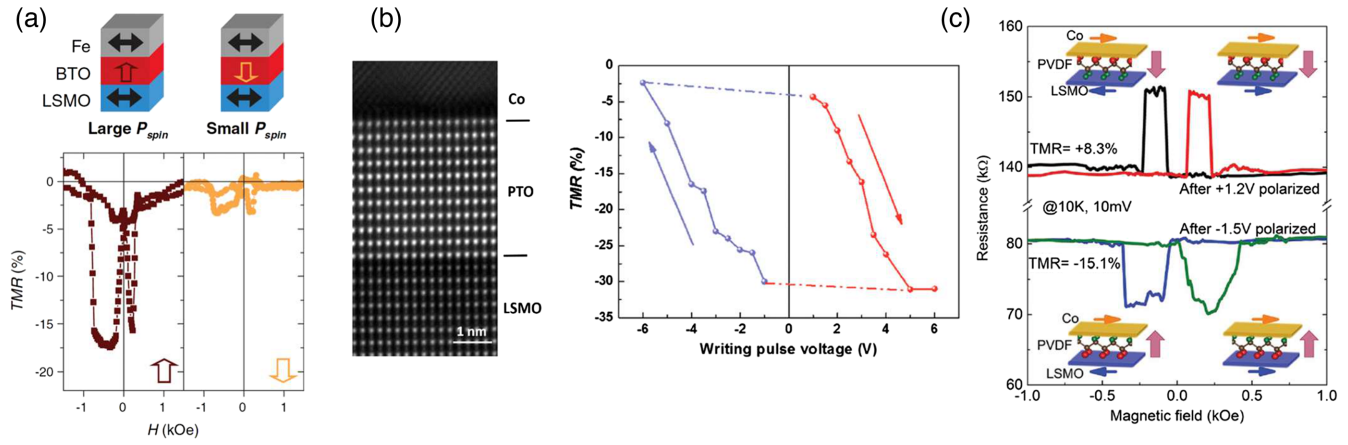 (a)
Fe
BTO
LSMO
Large Pspin
Small Pspin
TMR (%)
0
-5
-10
-15
-20
-1 0 1 -1 0 1
H (kOe)
(b)
Co
PTO
LSMO
1 nm
TMR (%)
0
-5
-10
-15
-20
-25
-30
-35
-6 -4 -2 0 2 4 6
Writing pulse voltage (V)
(c)
Resistance (kΩ)
160
150
140
80
70
60
Co
PVDF
LSMO
TMR= +8.3%
After +1.2V polarized
@10K, 10mV
After -1.5V polarized
TMR= -15.1%
Co
PVDF
LSMO
-1.0 -0.5 0.0 0.5 1.0
Magnetic field (kOe)